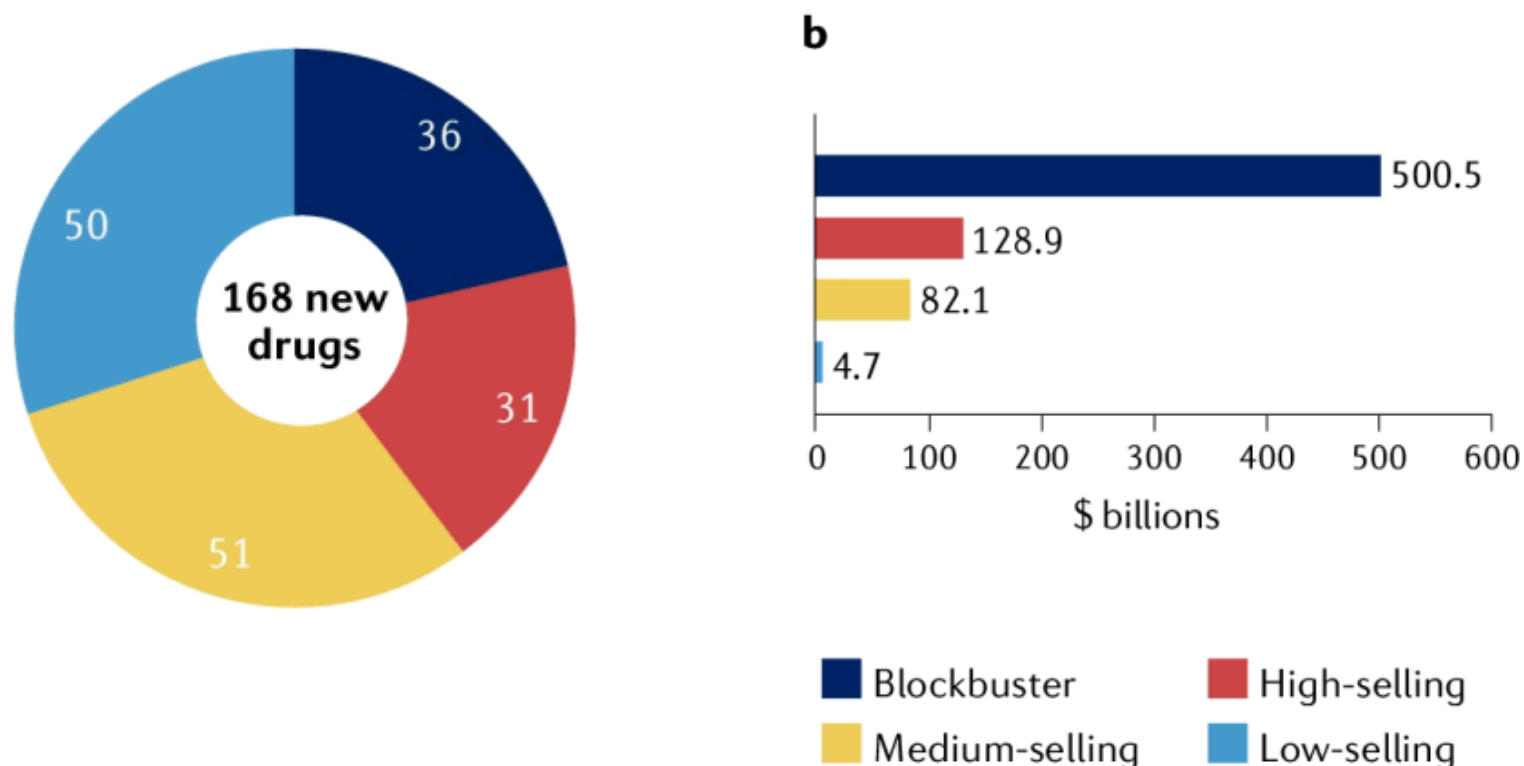 36
50
168 new
drugs
31
51
b
500.5
128.9
82.1
4.7
0 100 200 300 400 500 600
$ billions
Blockbuster High-selling
Medium-selling Low-selling